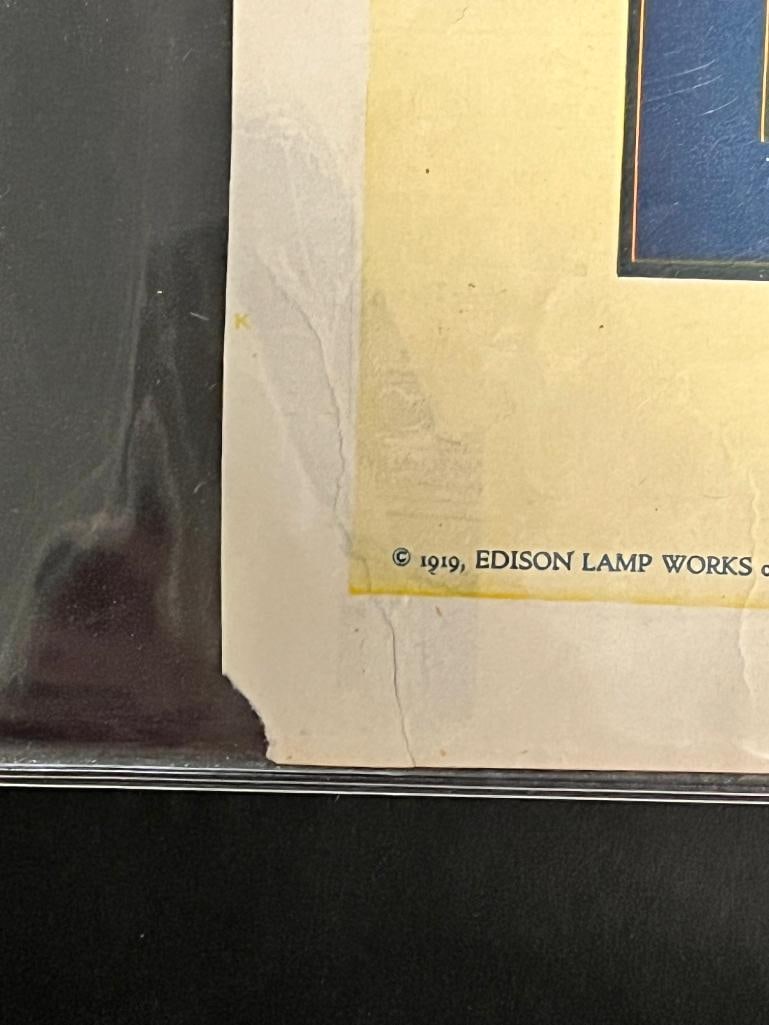 K
© 1919, EDISON LAMP WORKS